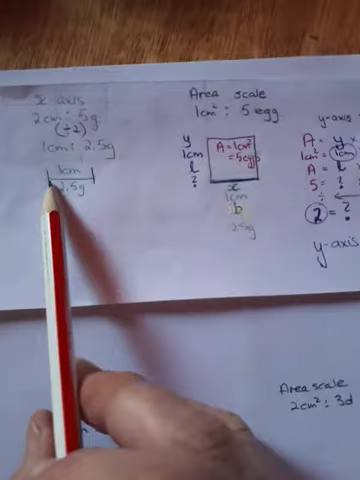 x axis
2cm : 5g
(÷2)
1cm : 2.5g
1cm
2.5g
Area scale
1cm² : 5 egg
y
1cm
l
?
A = 1cm²
= 5egg
x
1cm
b
2.5g
y-axis
A = y
1cm² = 1cm
A = l
5 = ?
÷
2 = ?
y-axis
Area scale
2cm² : 3d